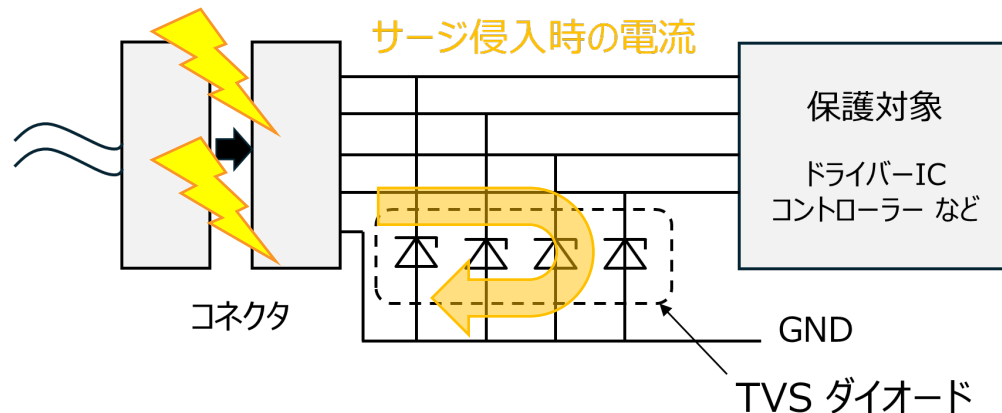 サージ侵入時の電流
保護対象
ドライバーIC
コントローラー など
コネクタ
GND
TVS ダイオード